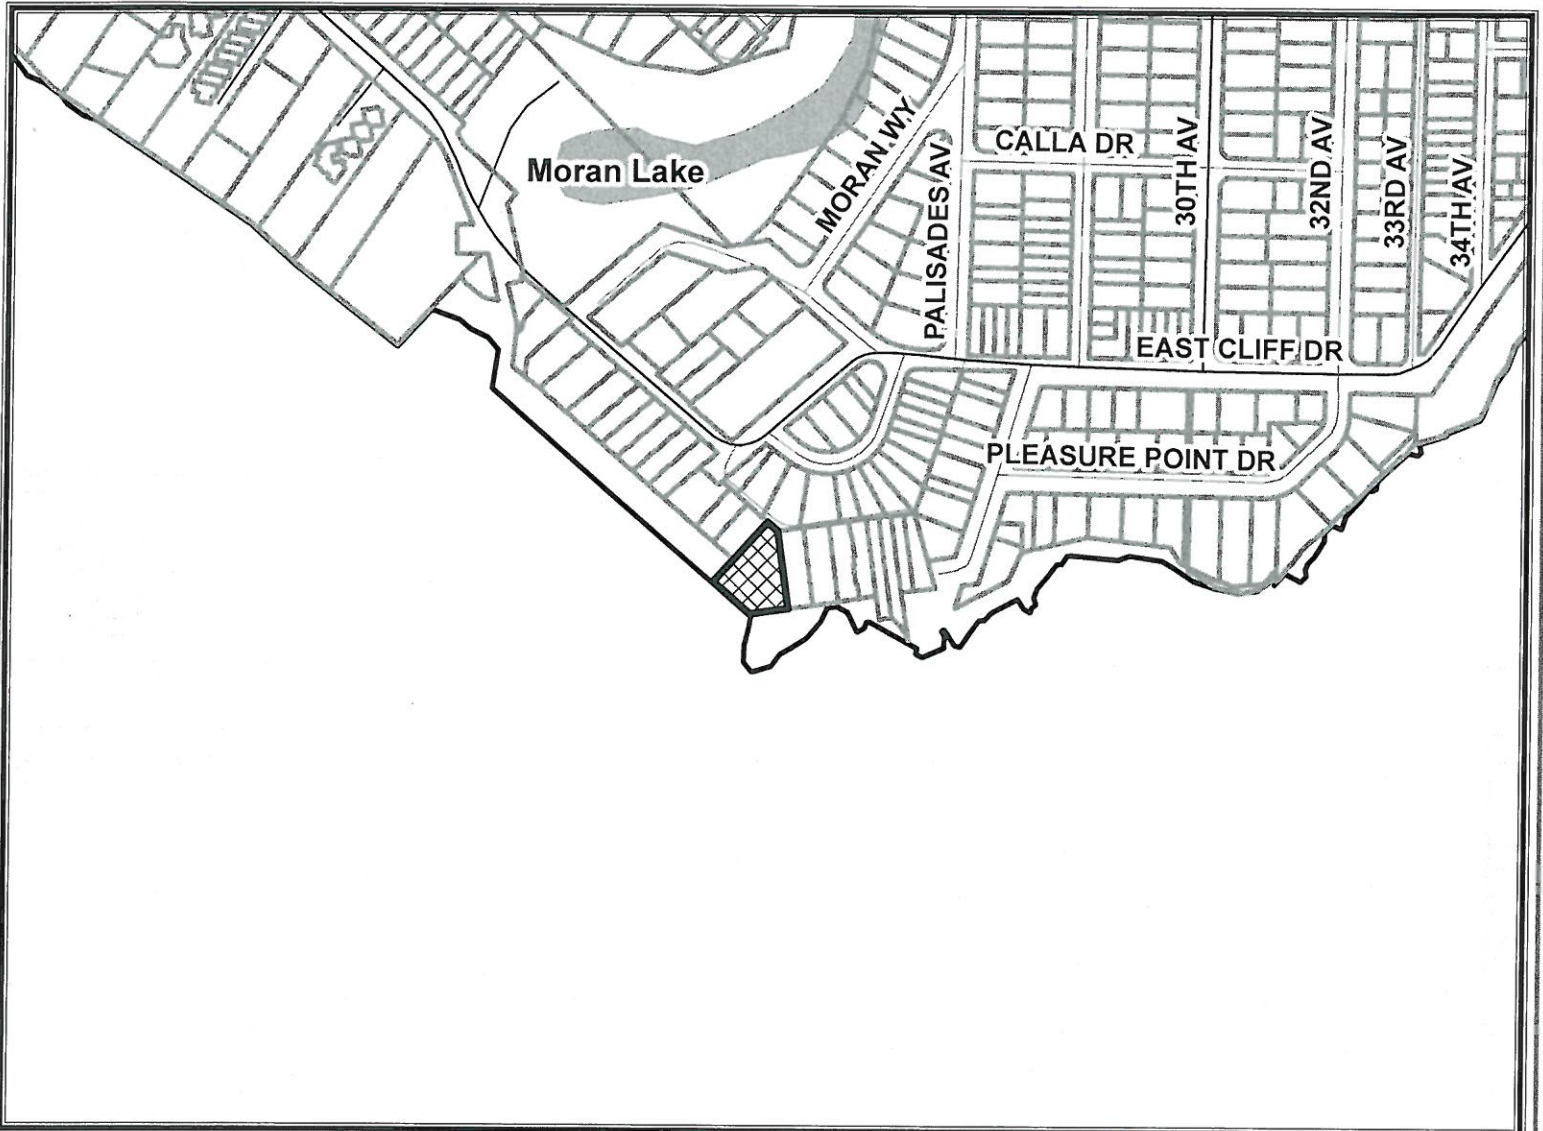 Moran Lake
MORAN WY
PALISADES AV
CALLA DR
30TH AV
32ND AV
33RD AV
34TH AV
EAST CLIFF DR
PLEASURE POINT DR